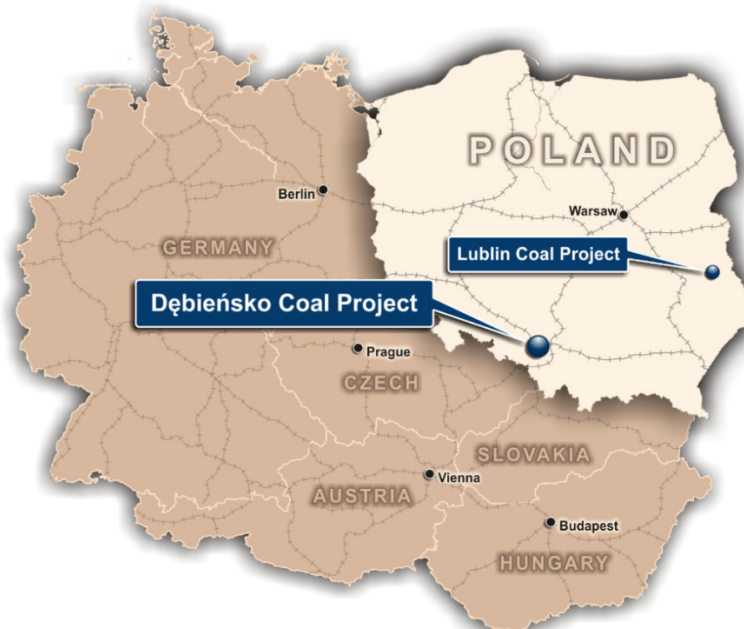 POLAND
Berlin
Warsaw
GERMANY
Lublin Coal Project
Dębieńsko Coal Project
Prague
CZECH
SLOVAKIA
Vienna
AUSTRIA
Budapest
HUNGARY